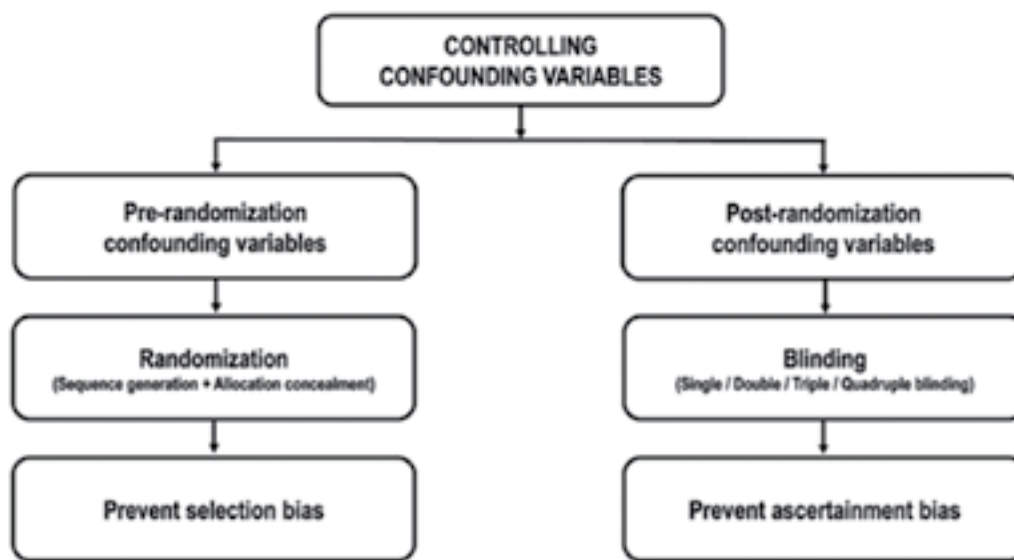 CONTROLLING
CONFOUNDING VARIABLES
Pre-randomization
confounding variables
Post-randomization
confounding variables
Randomization
(Sequence generation + Allocation concealment)
Blinding
(Single / Double / Triple / Quadruple blinding)
Prevent selection bias
Prevent ascertainment bias